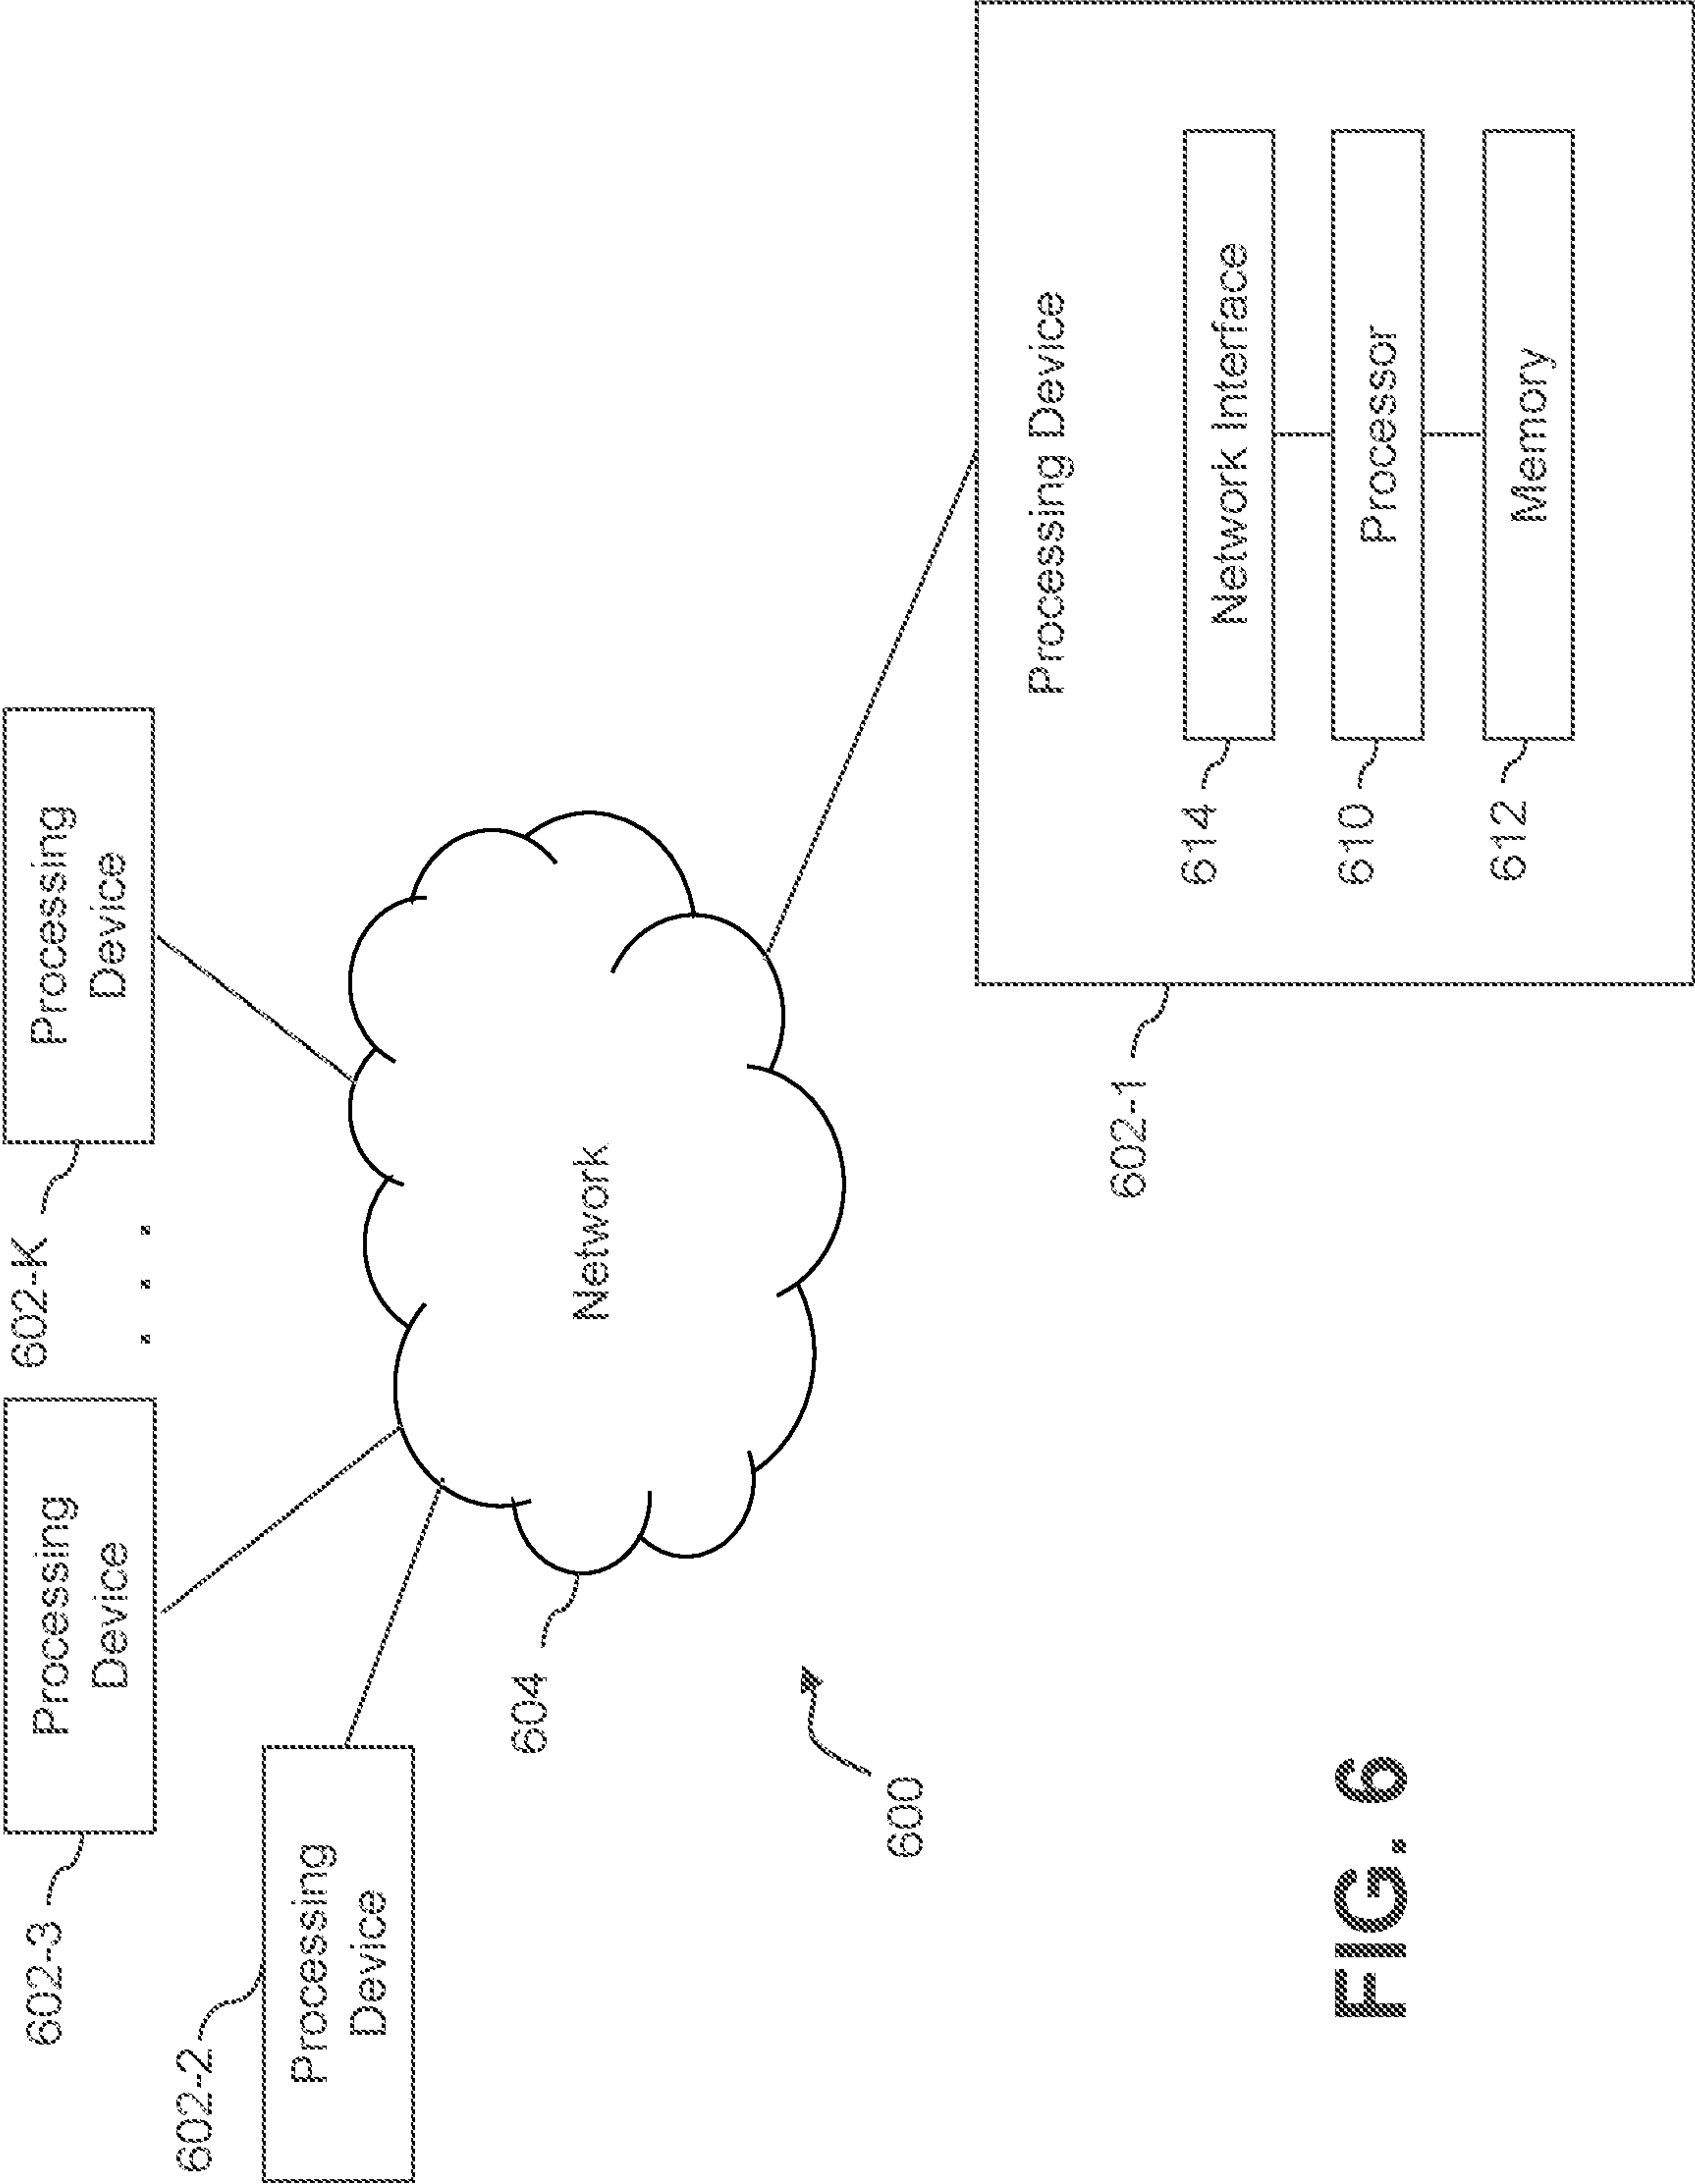 602-2
Processing
Device
602-3
Processing
Device
. . .
602-K
Processing
Device
604
Network
600
602-1
Processing Device
614
Network Interface
610
Processor
612
Memory
FIG. 6